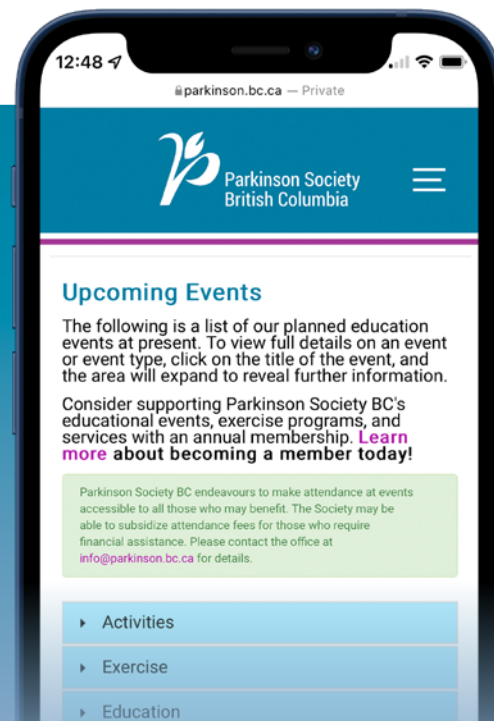 12:48
parkinson.bc.ca — Private
Parkinson Society
British Columbia
Upcoming Events
The following is a list of our planned education
events at present. To view full details on an event
or event type, click on the title of the event, and
the area will expand to reveal further information.
Consider supporting Parkinson Society BC's
educational events, exercise programs, and
services with an annual membership. Learn
more about becoming a member today!
Parkinson Society BC endeavours to make attendance at events
accessible to all those who may benefit. The Society may be
able to subsidize attendance fees for those who require
financial assistance. Please contact the office at
info@parkinson.bc.ca for details.
Activities
Exercise
Education